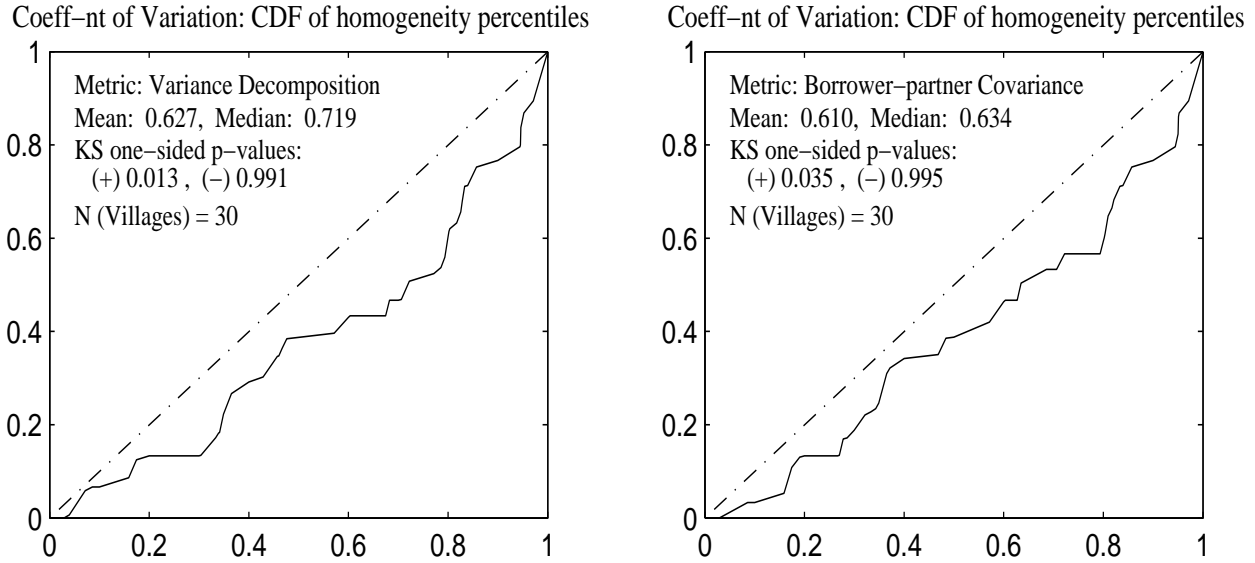 Coeff−nt of Variation: CDF of homogeneity percentiles
1
0.8
0.6
0.4
0.2
0
Metric: Variance Decomposition
Mean: 0.627, Median: 0.719
KS one−sided p−values:
(+) 0.013 , (−) 0.991
N (Villages) = 30
0 0.2 0.4 0.6 0.8 1
Coeff−nt of Variation: CDF of homogeneity percentiles
1
0.8
0.6
0.4
0.2
0
Metric: Borrower−partner Covariance
Mean: 0.610, Median: 0.634
KS one−sided p−values:
(+) 0.035 , (−) 0.995
N (Villages) = 30
0 0.2 0.4 0.6 0.8 1